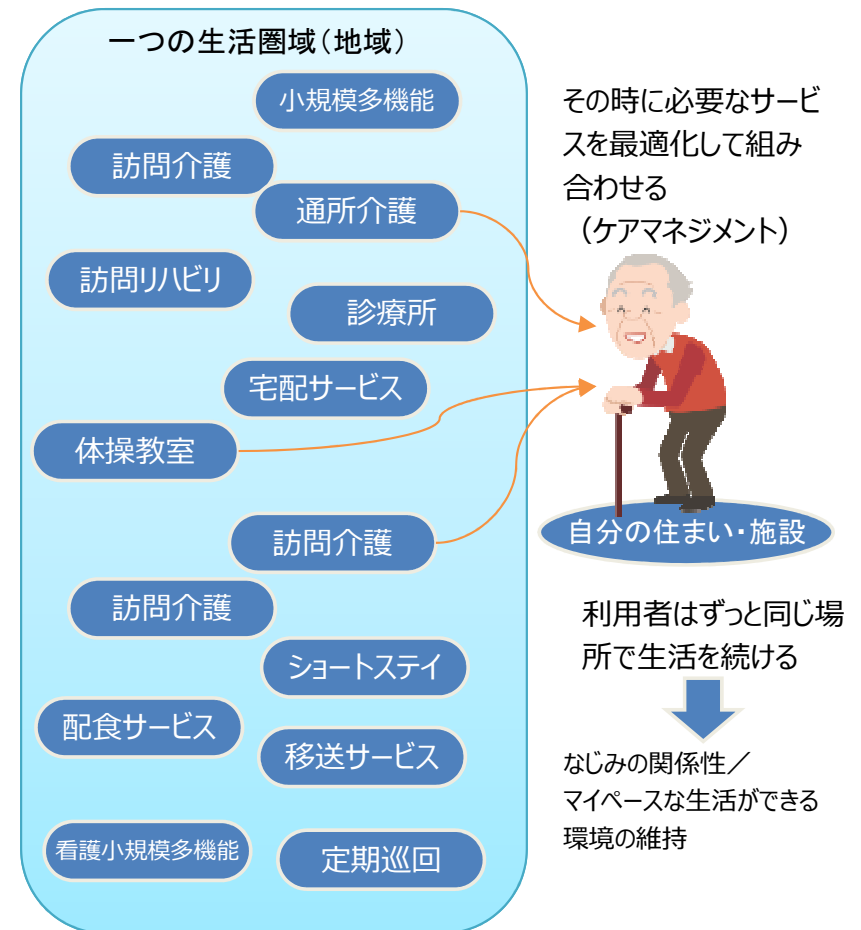 一つの生活圏域（地域）
小規模多機能
訪問介護
通所介護
訪問リハビリ
診療所
宅配サービス
体操教室
訪問介護
訪問介護
ショートステイ
配食サービス
移送サービス
看護小規模多機能
定期巡回
その時に必要なサービ
スを最適化して組み
合わせる
（ケアマネジメント）
自分の住まい・施設
利用者はずっと同じ場
所で生活を続ける
なじみの関係性／
マイペースな生活ができる
環境の維持